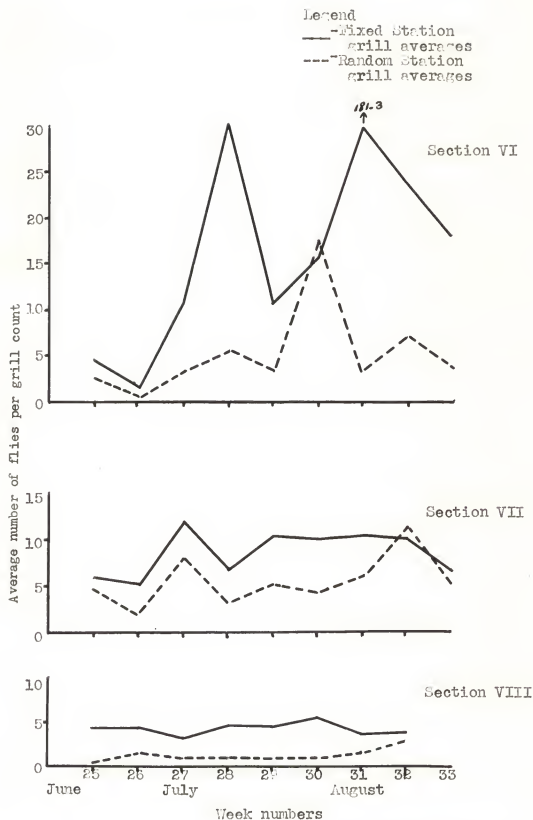 Legend
Fixed Station
grill averages
Random Station
grill averages
181.3
Section VI
30
25
20
15
10
5
0
Average number of flies per grill count
Section VII
15
10
5
0
Section VIII
10
5
0
25 26 27 28 29 30 31 32 33
June July August
Week numbers